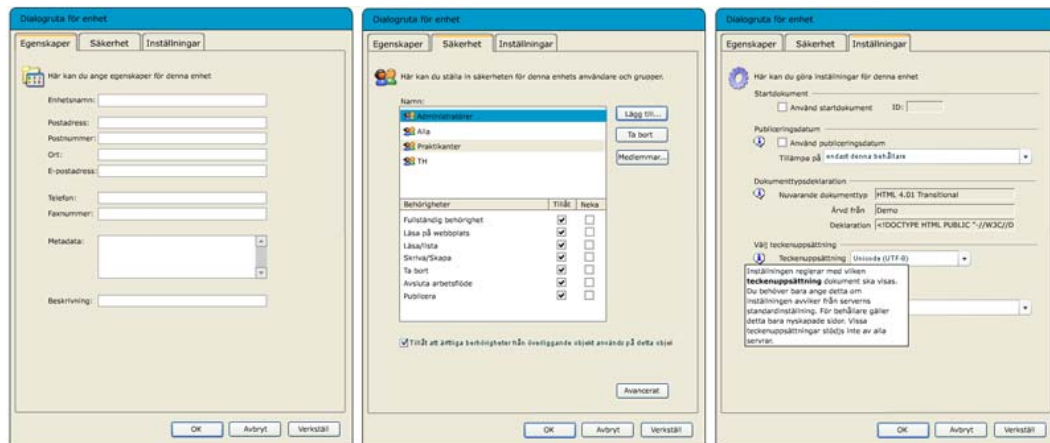 Dialogruta för enhet
Egenskaper Säkerhet Inställningar
Här kan du ange egenskaper för denna enhet
Enhetsnamn:
Postadress:
Postnummer:
Ort:
E-postadress:
Telefon:
Faxnummer:
Metadata:
Beskrivning:
OK Avbryt Verkställ
Dialogruta för enhet
Egenskaper Säkerhet Inställningar
Här kan du ställa in säkerheten för denna enhets användare och grupper.
Namn:
Administratörer
Alla
Praktikanter
TH
Lägg till...
Ta bort
Medlemmar...
Behörigheter Tillåt Neka
Fullständig behörighet
Läsa på webbplats
Läsa/lista
Skriva/Skapa
Ta bort
Avsluta arbetsflöde
Publicera
Tillåt att ärftliga berhörigheter från överliggande objekt används på detta objel
Avancerat
OK Avbryt Verkställ
Dialogruta för enhet
Egenskaper Säkerhet Inställningar
Här kan du göra inställningar för denna enhet
Startdokument
Använd startdokument ID:
Publiceringsdatum
Använd publiceringsdatum
Tillämpa på endast denna behållare
Dokumenttypsdeklaration
Nuvarande dokumenttyp HTML 4.01 Transitional
Ärvd från Demo
Deklaration <!DOCTYPE HTML PUBLIC "-//W3C//D
Välj teckenuppsättning
Teckenuppsättning Unicode (UTF-8)
Inställningen reglerar med vilken
teckenuppsättning dokument ska visas.
Du behöver bara ange detta om
inställningen avviker från serverns
standardinställning. För behållare gäller
detta bara nyskapade sidor. Vissa
teckenuppsättningar stödjs inte av alla
servrar.
OK Avbryt Verkställ